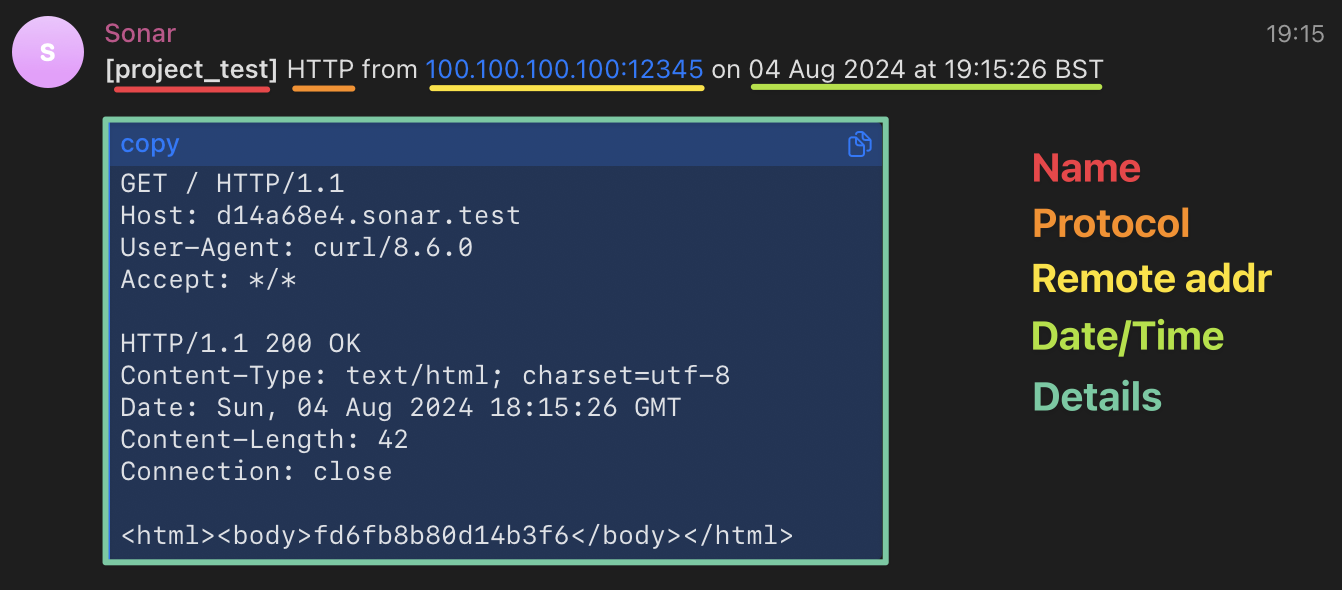 S
Sonar
19:15
[project_test] HTTP from 100.100.100.100:12345 on 04 Aug 2024 at 19:15:26 BST
copy
GET / HTTP/1.1
Host: d14a68e4.sonar.test
User-Agent: curl/8.6.0
Accept: */*
HTTP/1.1 200 OK
Content-Type: text/html; charset=utf-8
Date: Sun, 04 Aug 2024 18:15:26 GMT
Content-Length: 42
Connection: close
<html><body>fd6fb8b80d14b3f6</body></html>
Name
Protocol
Remote addr
Date/Time
Details